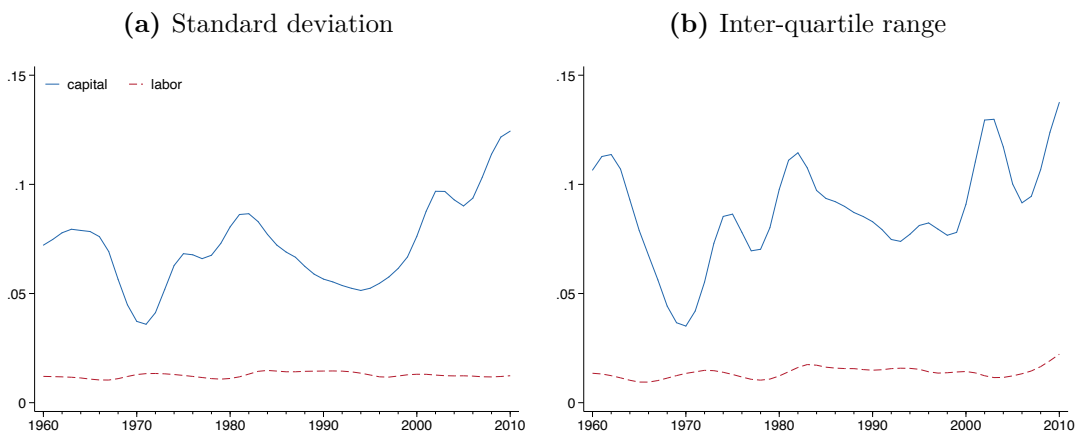 (a) Standard deviation
(b) Inter-quartile range
.15
.1
.05
0
capital
labor
1960 1970 1980 1990 2000 2010
.15
.1
.05
0
1960 1970 1980 1990 2000 2010